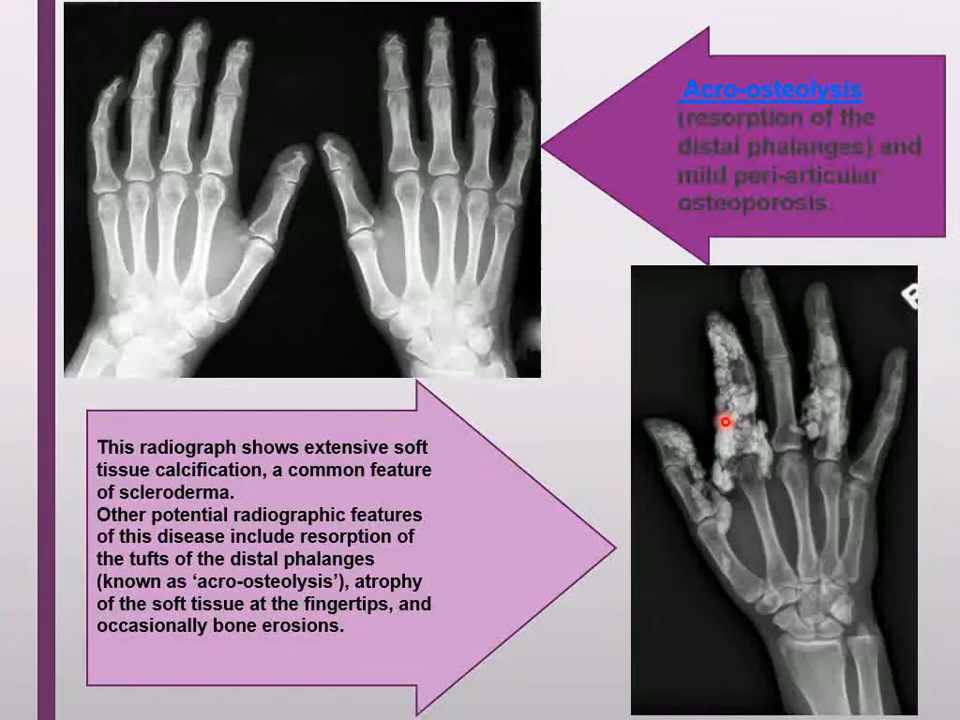 Acro-osteolysis
(resorption of the
distal phalanges) and
mild peri-articular
osteoporosis.
This radiograph shows extensive soft
tissue calcification, a common feature
of scleroderma.
Other potential radiographic features
of this disease include resorption of
the tufts of the distal phalanges
(known as ‘acro-osteolysis’), atrophy
of the soft tissue at the fingertips, and
occasionally bone erosions.